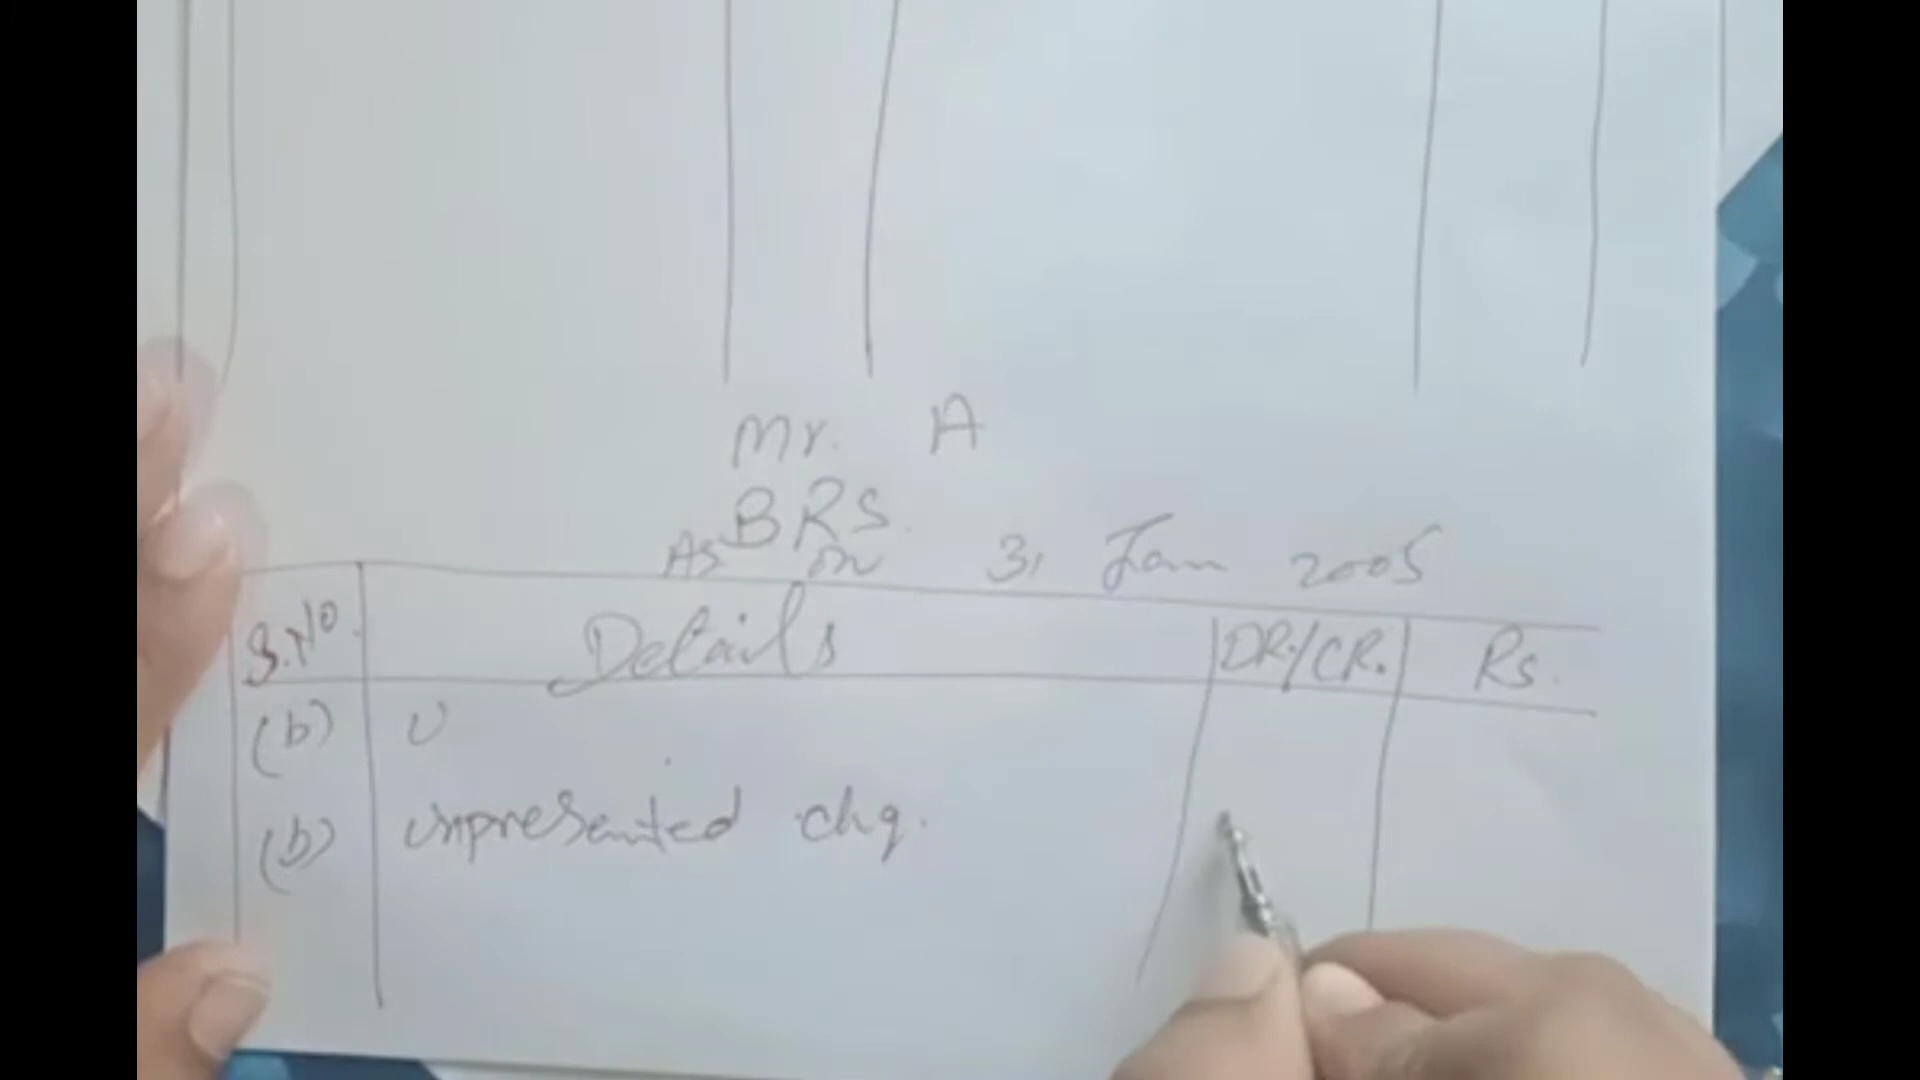 Mr. A
BRS.
As on 31 Jan 2005
S.NO. Details DR./CR. Rs.
(b) U
(b) unpresented chq.